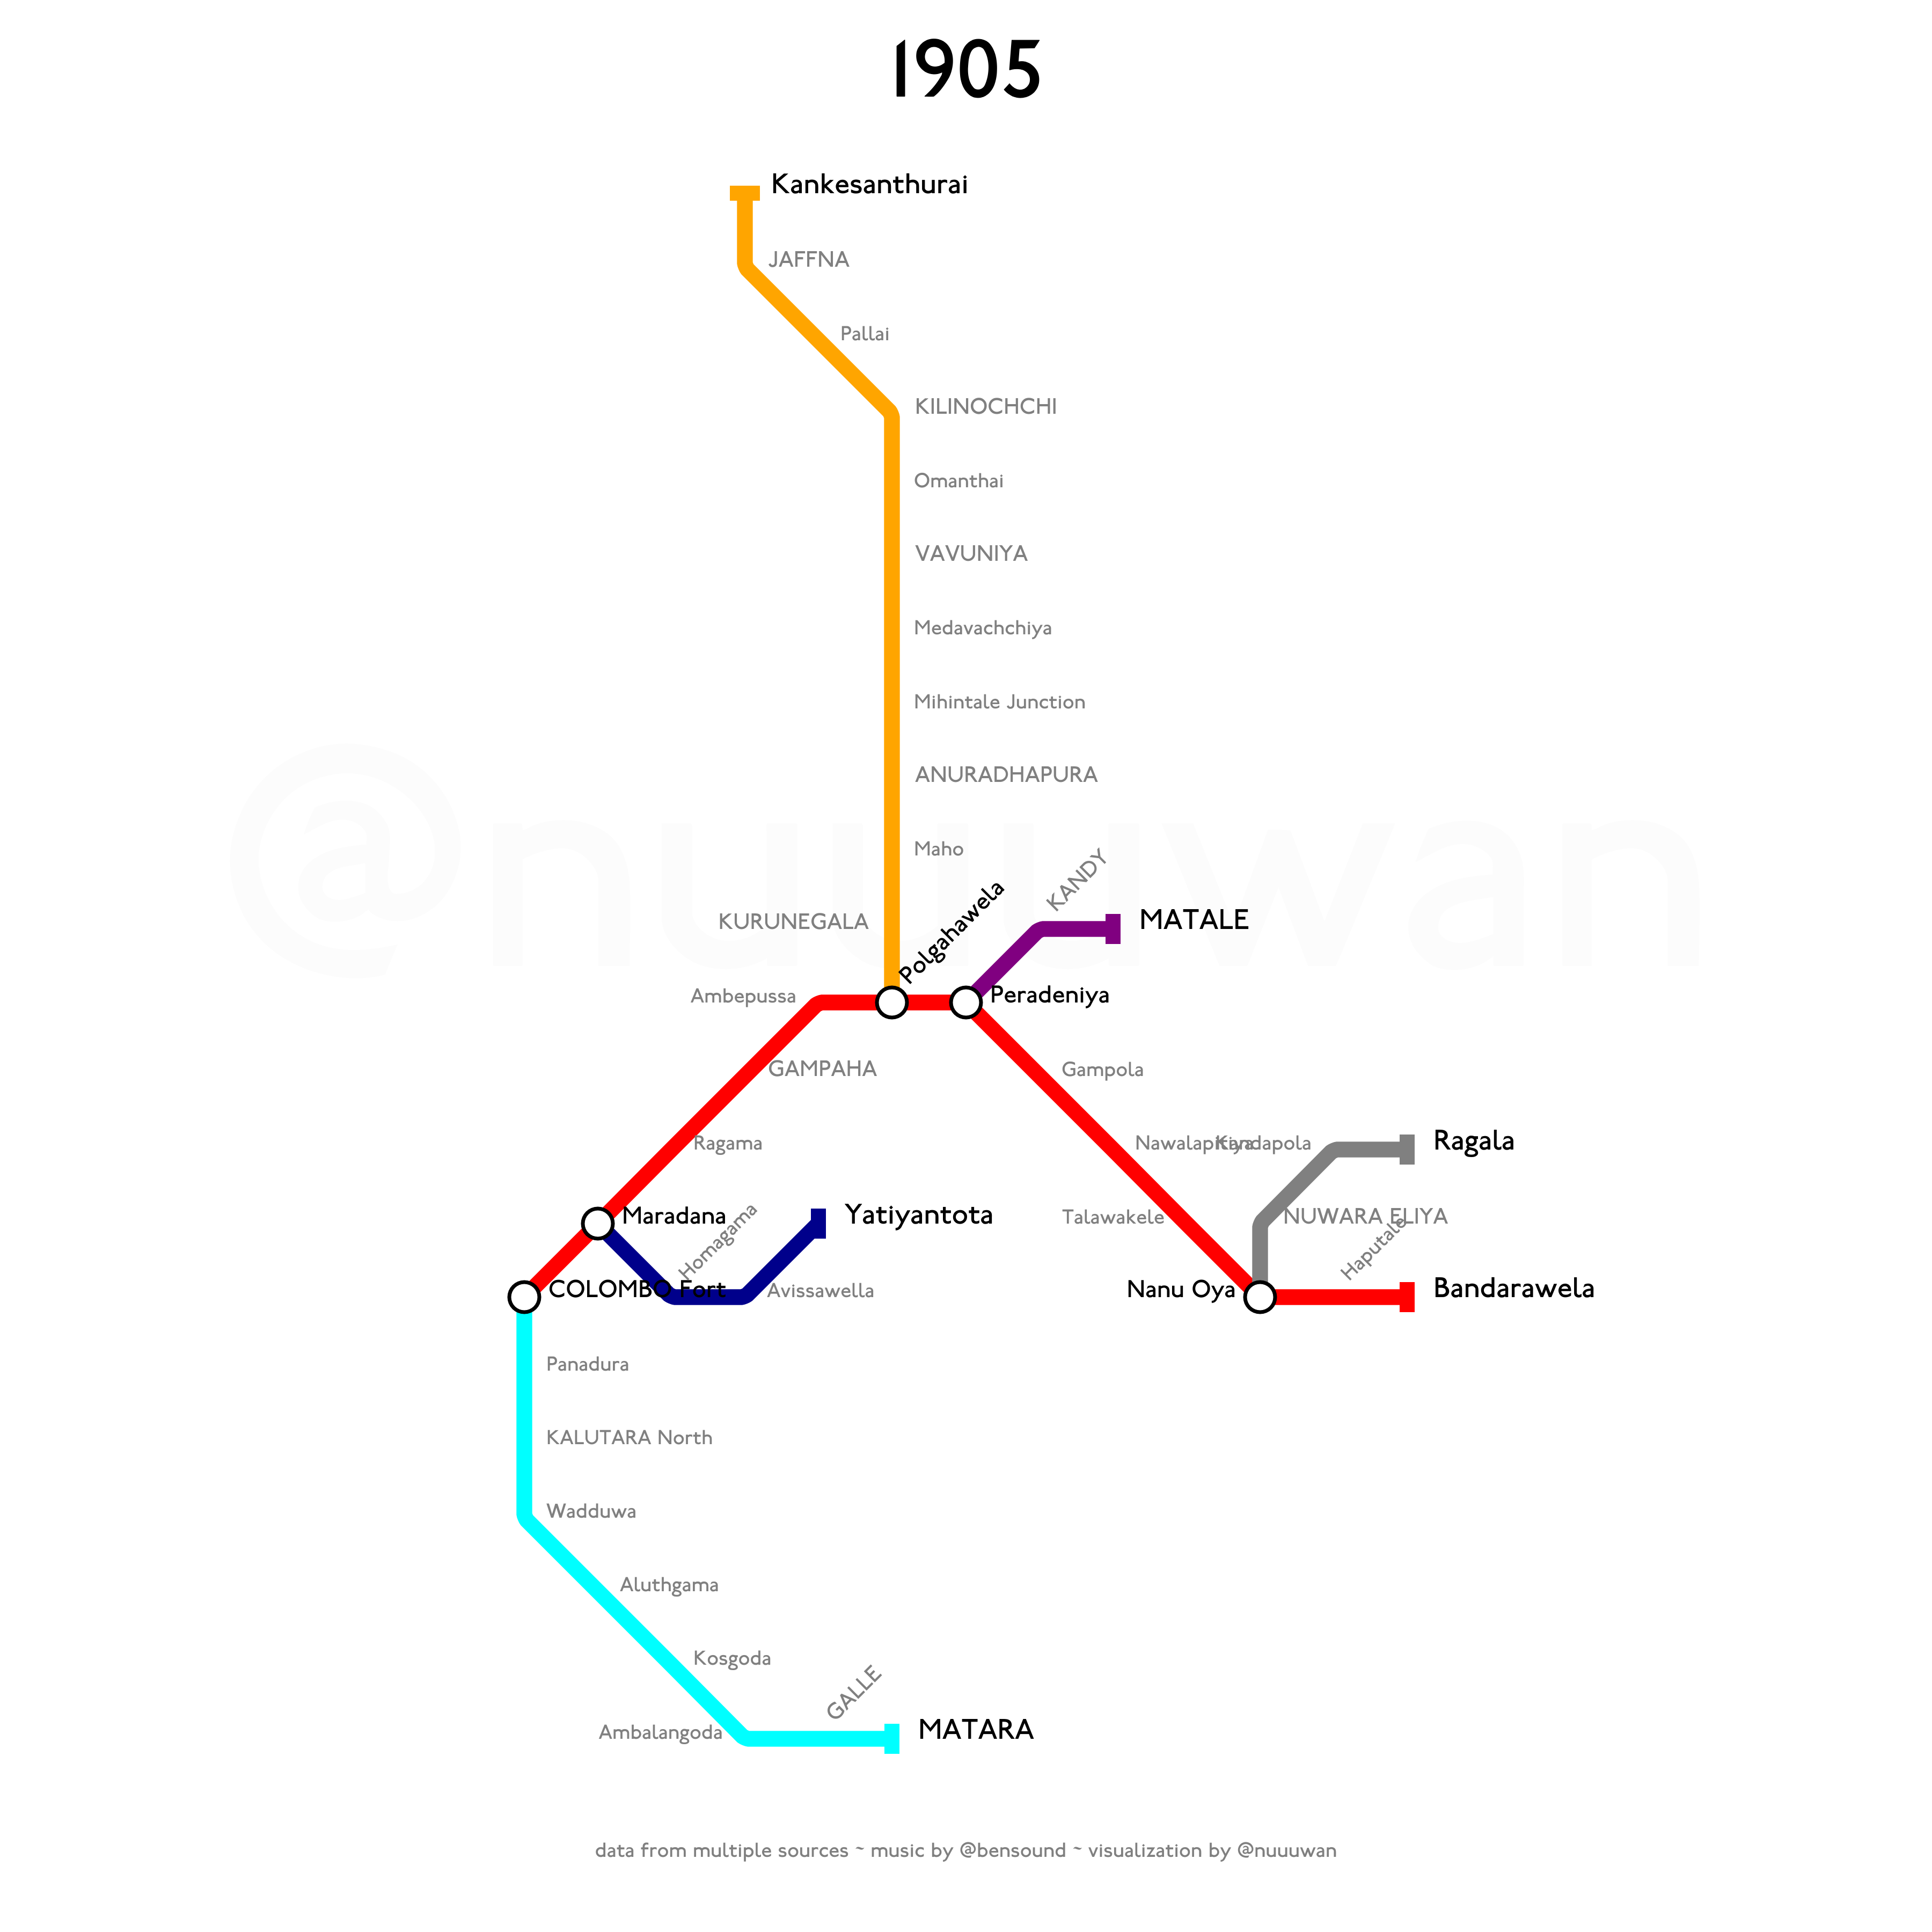 1905
Kankesanthurai
JAFFNA
Pallai
KILINOCHCHI
Omanthai
VAVUNIYA
Medavachchiya
Mihintale Junction
ANURADHAPURA
@nuuuwan
Maho
KANDY
KURUNEGALA
Polgahawela
MATALE
Ambepussa
Peradeniya
GAMPAHA
Gampola
Ragama
Nawalapitiya
Kandapola
Ragala
Maradana
Homagama
Yatiyantota
Talawakele
NUWARA ELIYA
Haputale
COLOMBO Fort
Avissawella
Nanu Oya
Bandarawela
Panadura
KALUTARA North
Wadduwa
Aluthgama
Kosgoda
GALLE
Ambalangoda
MATARA
data from multiple sources ~ music by @bensound ~ visualization by @nuuuwan